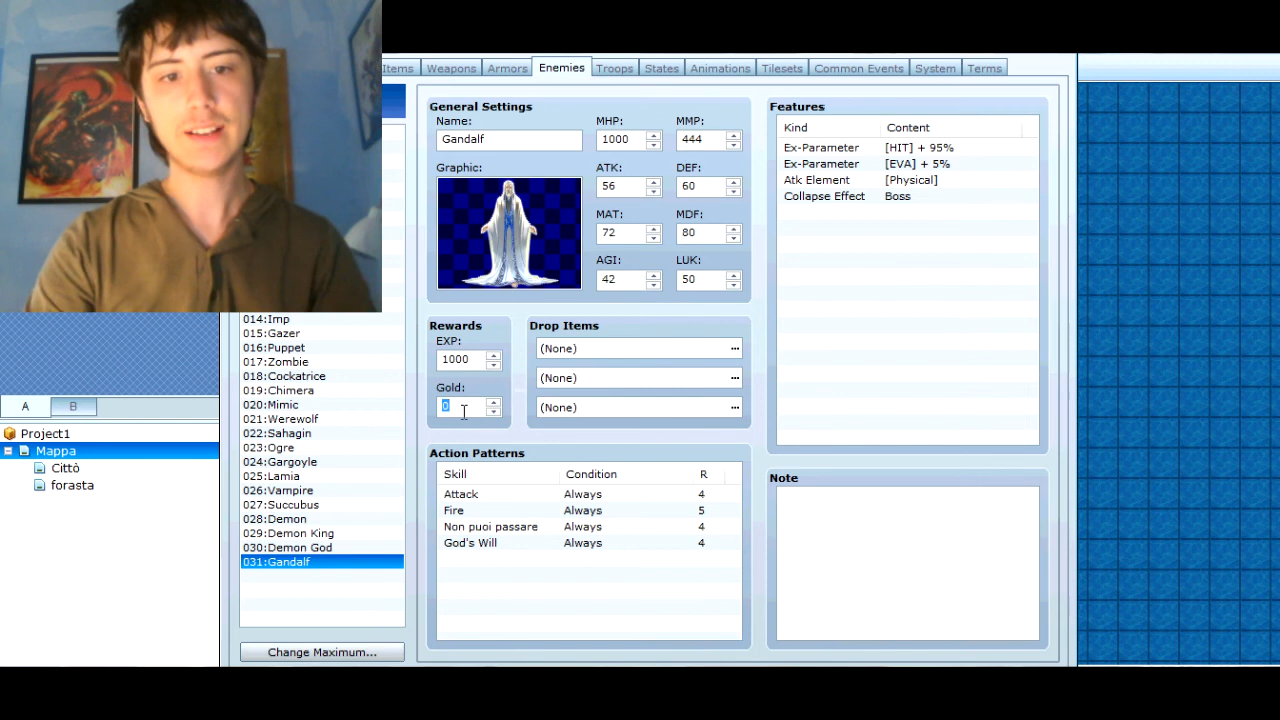 Items Weapons Armors Enemies Troops States Animations Tilesets Common Events System Terms
General Settings
Name: MHP: MMP:
Gandalf 1000 444
Graphic: ATK: DEF:
56 60
MAT: MDF:
72 80
AGI: LUK:
42 50
Features
Kind Content
Ex-Parameter [HIT] + 95%
Ex-Parameter [EVA] + 5%
Atk Element [Physical]
Collapse Effect Boss
014:Imp
015:Gazer
016:Puppet
017:Zombie
018:Cockatrice
019:Chimera
020:Mimic
021:Werewolf
022:Sahagin
023:Ogre
024:Gargoyle
025:Lamia
026:Vampire
027:Succubus
028:Demon
029:Demon King
030:Demon God
031:Gandalf
Change Maximum...
Rewards
EXP:
1000
Gold:
0
Drop Items
(None) ...
(None) ...
(None) ...
Action Patterns
Skill Condition R
Attack Always 4
Fire Always 5
Non puoi passare Always 4
God's Will Always 4
Note
A B
Project1
Mappa
Cittò
forasta